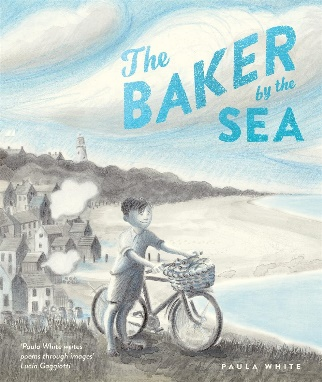 The
BAKER
by the
SEA
'Paula White writes
poems through images'
Lucia Gaggiotti
PAULA WHITE